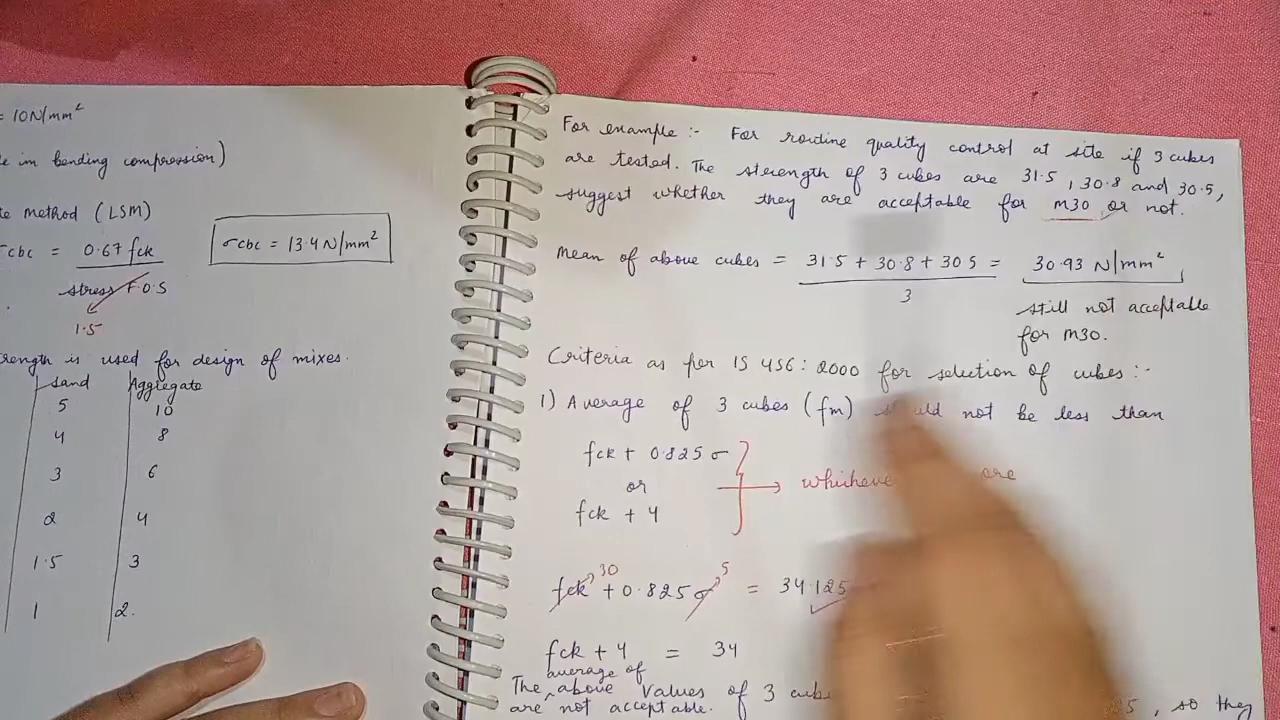 = 10N/mm²
in bending compression)
method (LSM)
σcbc = 0.67 fck
stress F.O.S
1.5
σcbc = 13.4 N/mm²
is used for design of mixes.
sand Aggregate
5 10
4 8
3 6
2 4
1.5 3
1 2.
For example :- For routine quality control at site if 3 cubes
are tested. The strength of 3 cubes are 31.5, 30.8 and 30.5,
suggest whether they are acceptable for M30 or not.
Mean of above cubes = 31.5 + 30.8 + 30.5 = 30.93 N/mm²
3
still not acceptable
for M30.
Criteria as per IS 456 : 2000 for selection of cubes :-
1) Average of 3 cubes (fm) should not be less than
fck + 0.825 σ
or
fck + 4
fck 30 + 0.825 σ 5 = 34.125
fck + 4 = 34
average of
The above values of 3
are not acceptable.
, so they